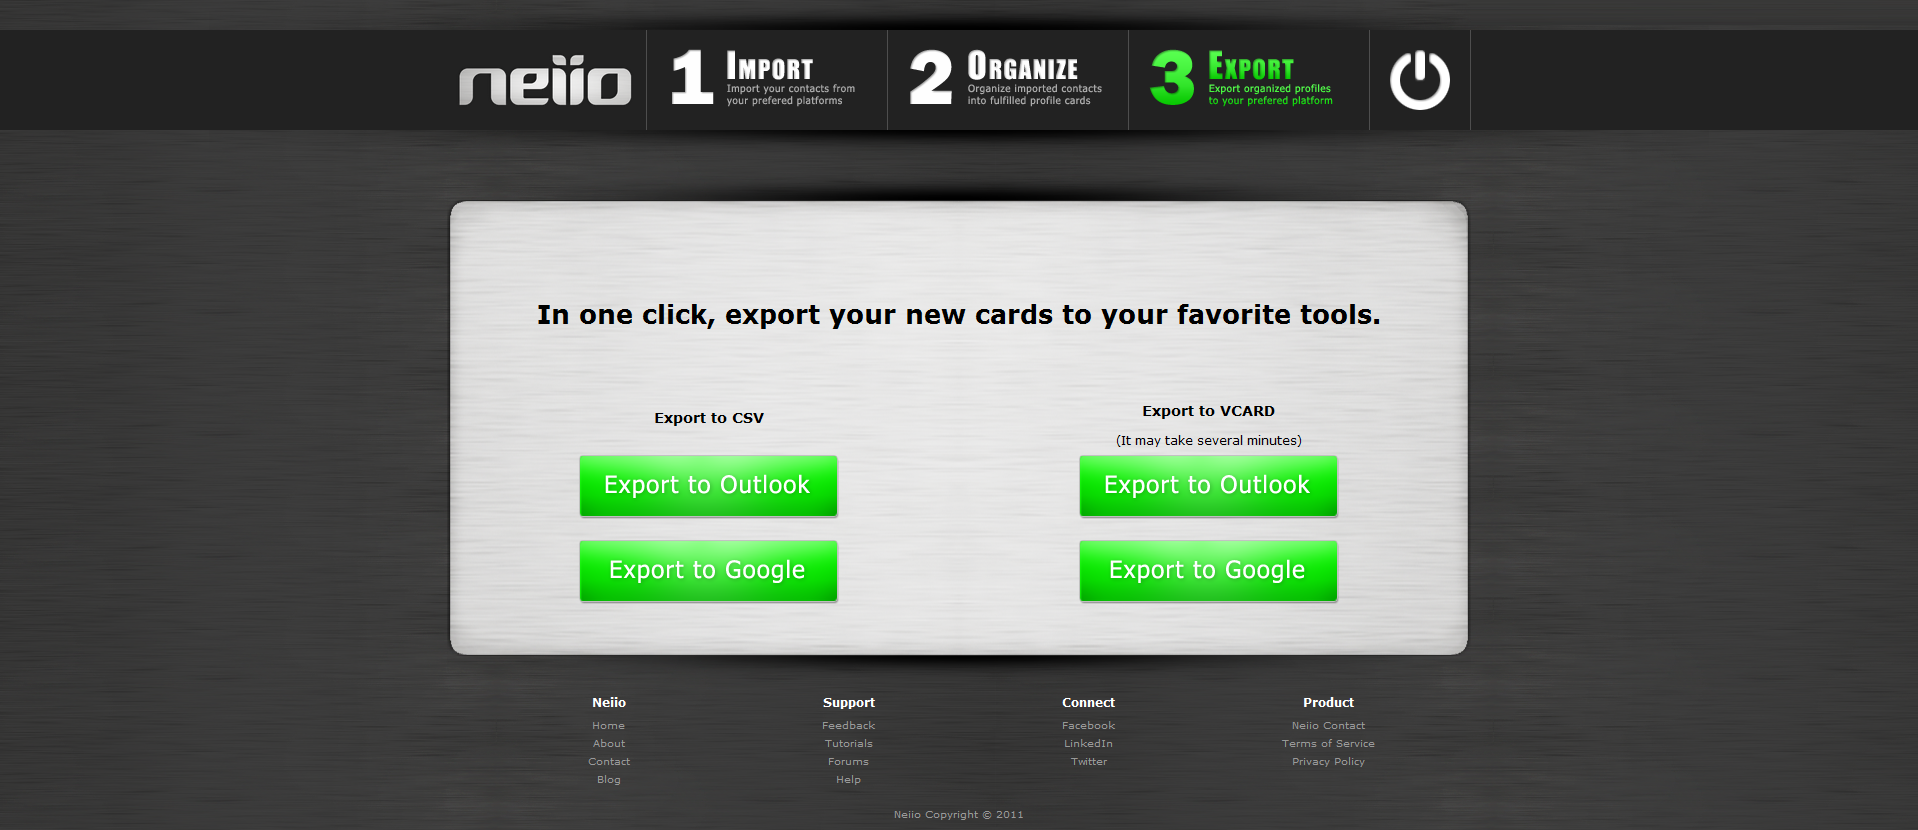 neiio
1 IMPORT
Import your contacts from
your prefered platforms
2 ORGANIZE
Organize imported contacts
into fulfilled profile cards
3 EXPORT
Export organized profiles
to your prefered platform
In one click, export your new cards to your favorite tools.
Export to CSV
Export to Outlook
Export to Google
Export to VCARD
(It may take several minutes)
Export to Outlook
Export to Google
Neiio
Home
About
Contact
Blog
Support
Feedback
Tutorials
Forums
Help
Connect
Facebook
LinkedIn
Twitter
Product
Neiio Contact
Terms of Service
Privacy Policy
Neiio Copyright © 2011